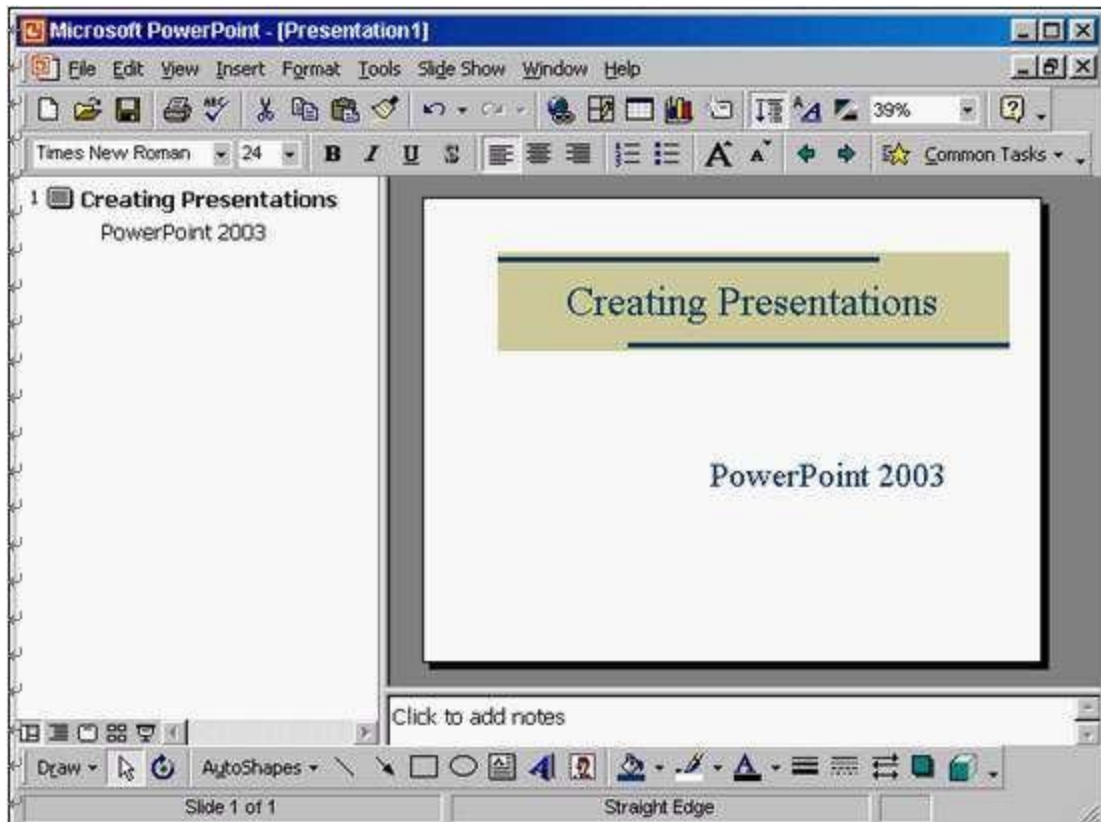 Microsoft PowerPoint - [Presentation1]
File Edit View Insert Format Tools Slide Show Window Help
ABC A A 39% ?
Times New Roman 24 B I U S A A Common Tasks
1 Creating Presentations
PowerPoint 2003
Creating Presentations
PowerPoint 2003
Click to add notes
Draw AutoShapes A A
Slide 1 of 1 Straight Edge